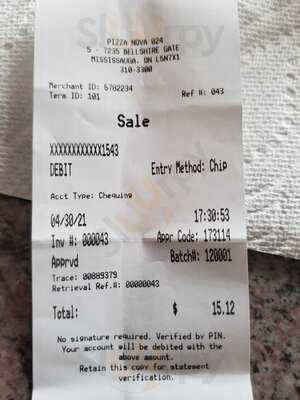 PIZZA NOVA 024
5 - 7235 BELLSHIRE GATE
MISSISSAUGA, ON L5N7X1
310-3300
Merchant ID: 5702234
Term ID: 101 Ref #: 043
Sale
XXXXXXXXXXXX1543
DEBIT Entry Method: Chip
Acct Type: Chequing
04/30/21 17:30:53
Inv #: 000043 Appr Code: 173114
Apprvd Batch#: 120001
Trace: 00889379
Retrieval Ref.#: 00000043
Total: $ 15.12
No signature required. Verified by PIN.
Your account will be debited with the
above amount.
Retain this copy for statement
verification.